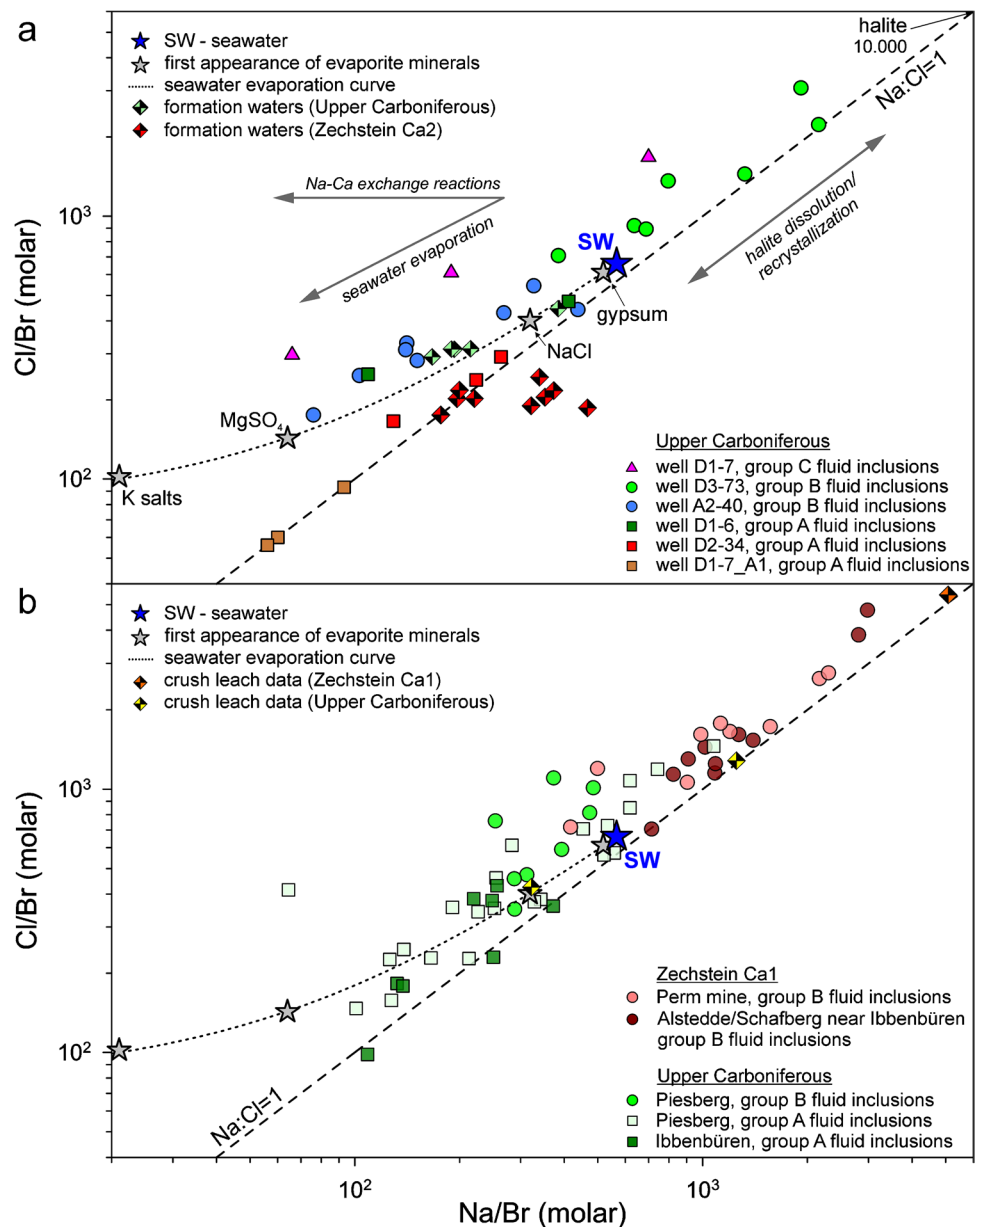 a
SW - seawater
first appearance of evaporite minerals
seawater evaporation curve
formation waters (Upper Carboniferous)
formation waters (Zechstein Ca2)
halite
10.000
Na:Cl=1
Na-Ca exchange reactions
seawater evaporation
halite dissolution/
recrystallization
SW
gypsum
NaCl
MgSO4
K salts
10³
10²
Cl/Br (molar)
Upper Carboniferous
well D1-7, group C fluid inclusions
well D3-73, group B fluid inclusions
well A2-40, group B fluid inclusions
well D1-6, group A fluid inclusions
well D2-34, group A fluid inclusions
well D1-7_A1, group A fluid inclusions
b
SW - seawater
first appearance of evaporite minerals
seawater evaporation curve
crush leach data (Zechstein Ca1)
crush leach data (Upper Carboniferous)
SW
10³
10²
Cl/Br (molar)
Na:Cl=1
Zechstein Ca1
Perm mine, group B fluid inclusions
Alstedde/Schafberg near Ibbenbüren
group B fluid inclusions
Upper Carboniferous
Piesberg, group B fluid inclusions
Piesberg, group A fluid inclusions
Ibbenbüren, group A fluid inclusions
10²
10³
Na/Br (molar)